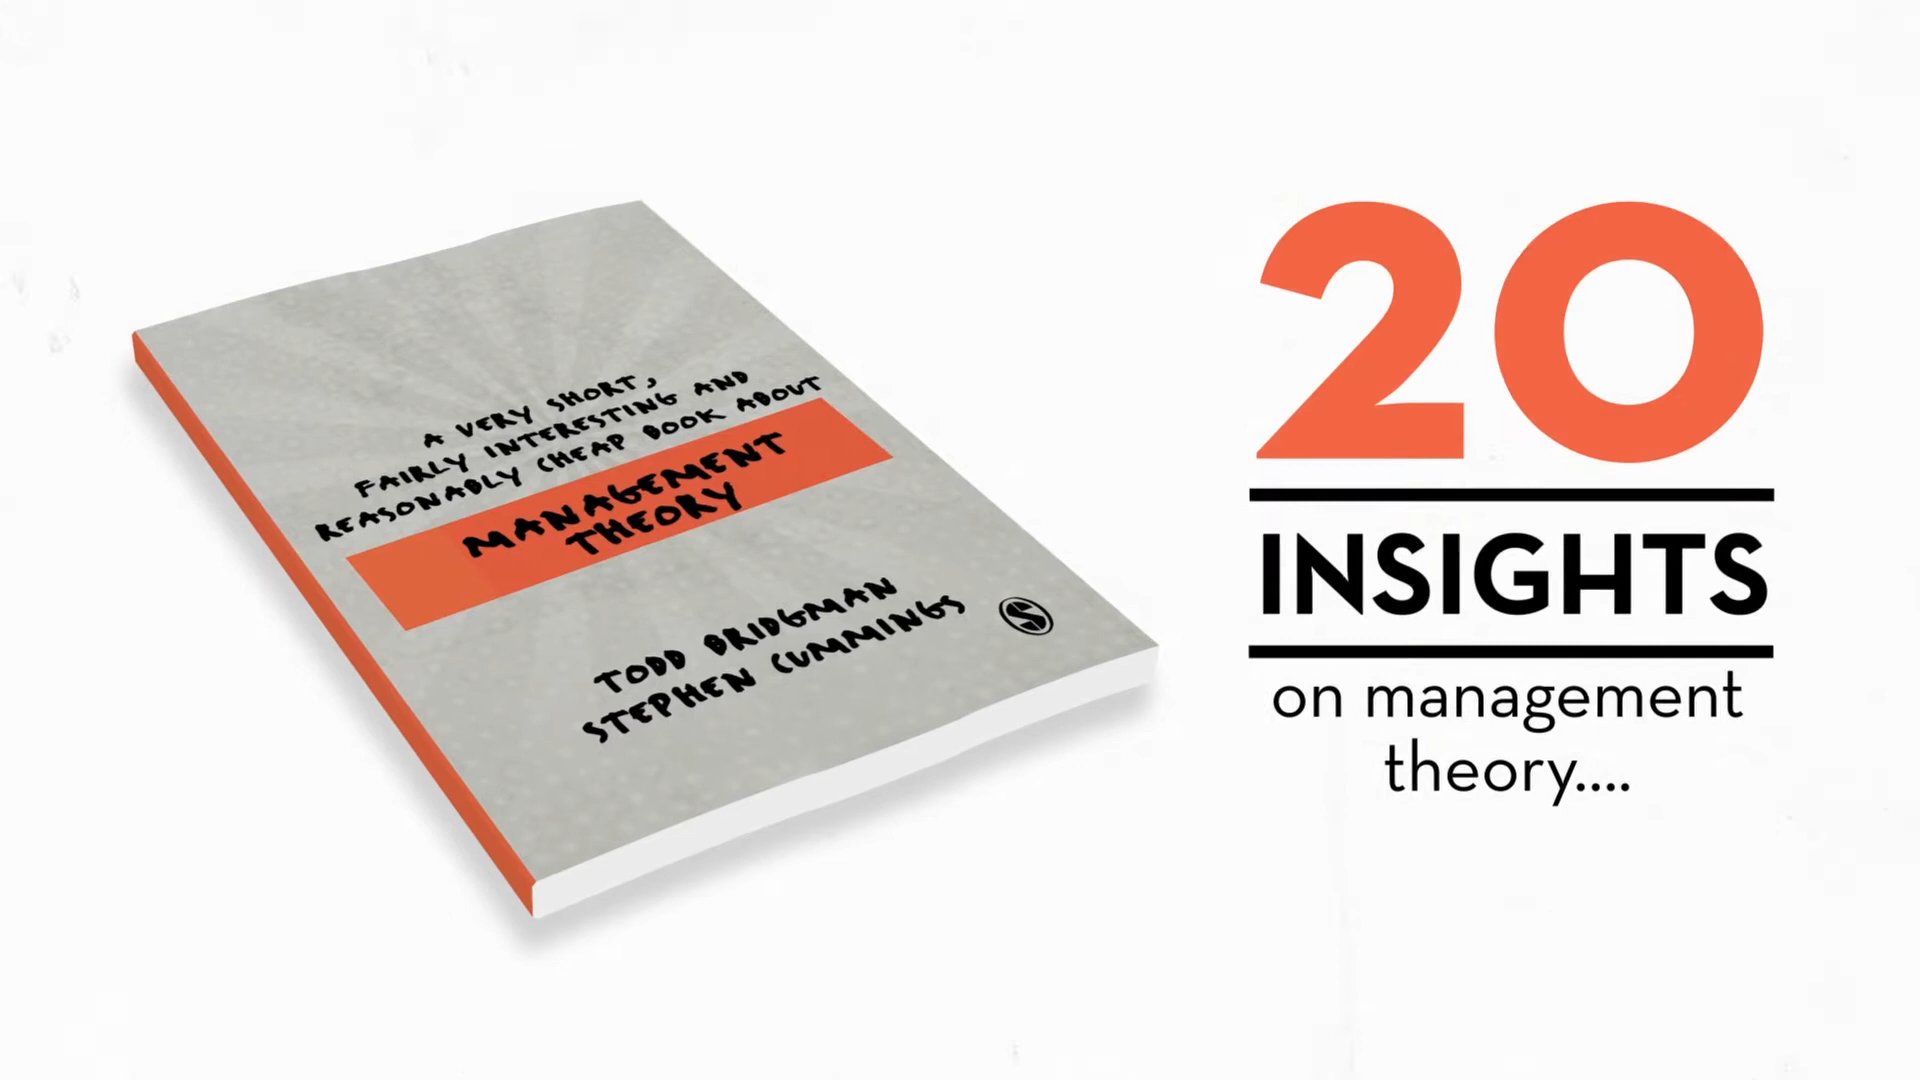 A VERY SHORT,
FAIRLY INTERESTING AND
REASONABLY CHEAP BOOK ABOUT
MANAGEMENT
THEORY
TODD BRIDGMAN
STEPHEN CUMMINGS
S
20
INSIGHTS
on management
theory....